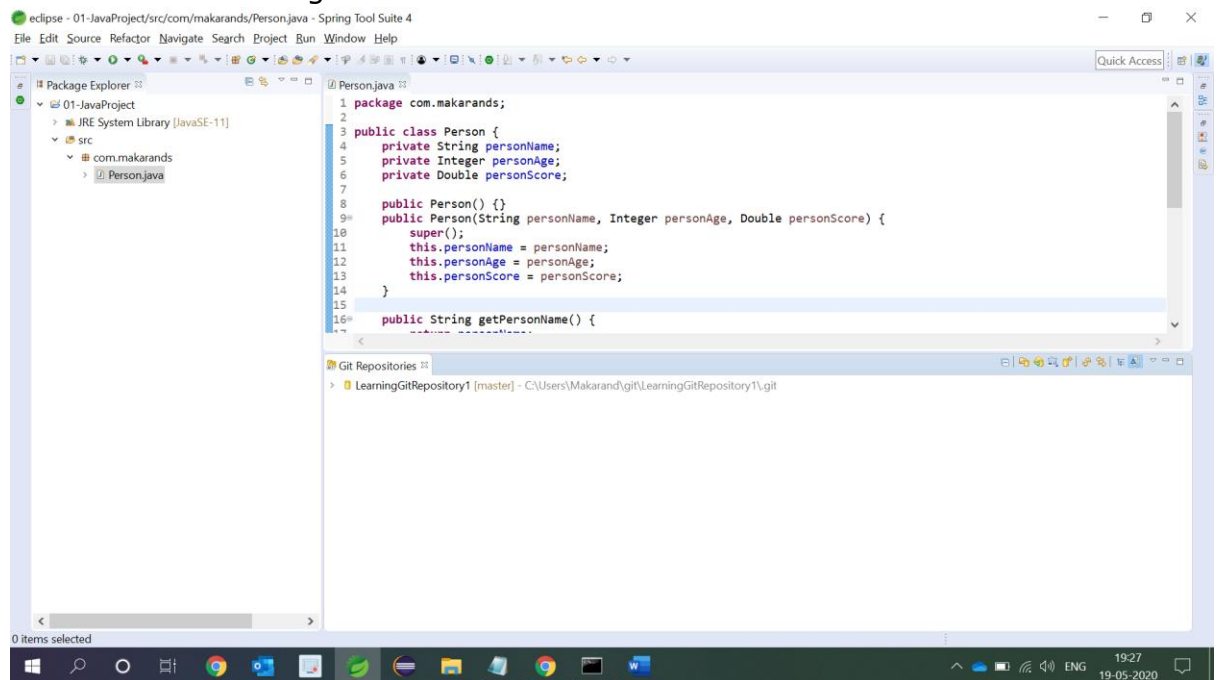 eclipse - 01-JavaProject/src/com/makarands/Person.java - Spring Tool Suite 4
File Edit Source Refactor Navigate Search Project Run Window Help
Quick Access
Package Explorer
01-JavaProject
JRE System Library [JavaSE-11]
src
com.makarands
Person.java
Person.java
1 package com.makarands;
2
3 public class Person {
4 private String personName;
5 private Integer personAge;
6 private Double personScore;
7
8 public Person() {}
9 public Person(String personName, Integer personAge, Double personScore) {
10 super();
11 this.personName = personName;
12 this.personAge = personAge;
13 this.personScore = personScore;
14 }
15
16 public String getPersonName() {
Git Repositories
LearningGitRepository1 [master] - C:\Users\Makarand\git\LearningGitRepository1\.git
0 items selected
ENG
19:27
19-05-2020